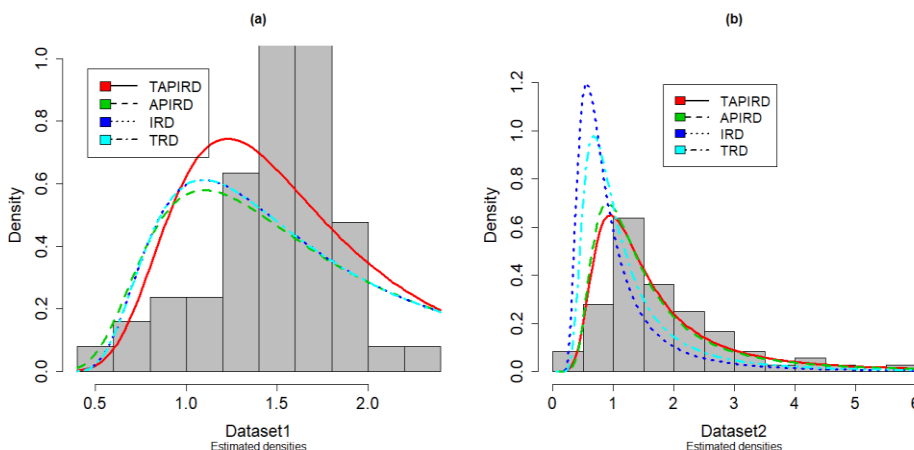 (a)
Density
1.0
0.8
0.6
0.4
0.2
0.0
TAPIRD
APIRD
IRD
TRD
0.5 1.0 1.5 2.0
Dataset1
Estimated densities
(b)
Density
1.2
1.0
0.8
0.6
0.4
0.2
0.0
TAPIRD
APIRD
IRD
TRD
0 1 2 3 4 5 6
Dataset2
Estimated densities